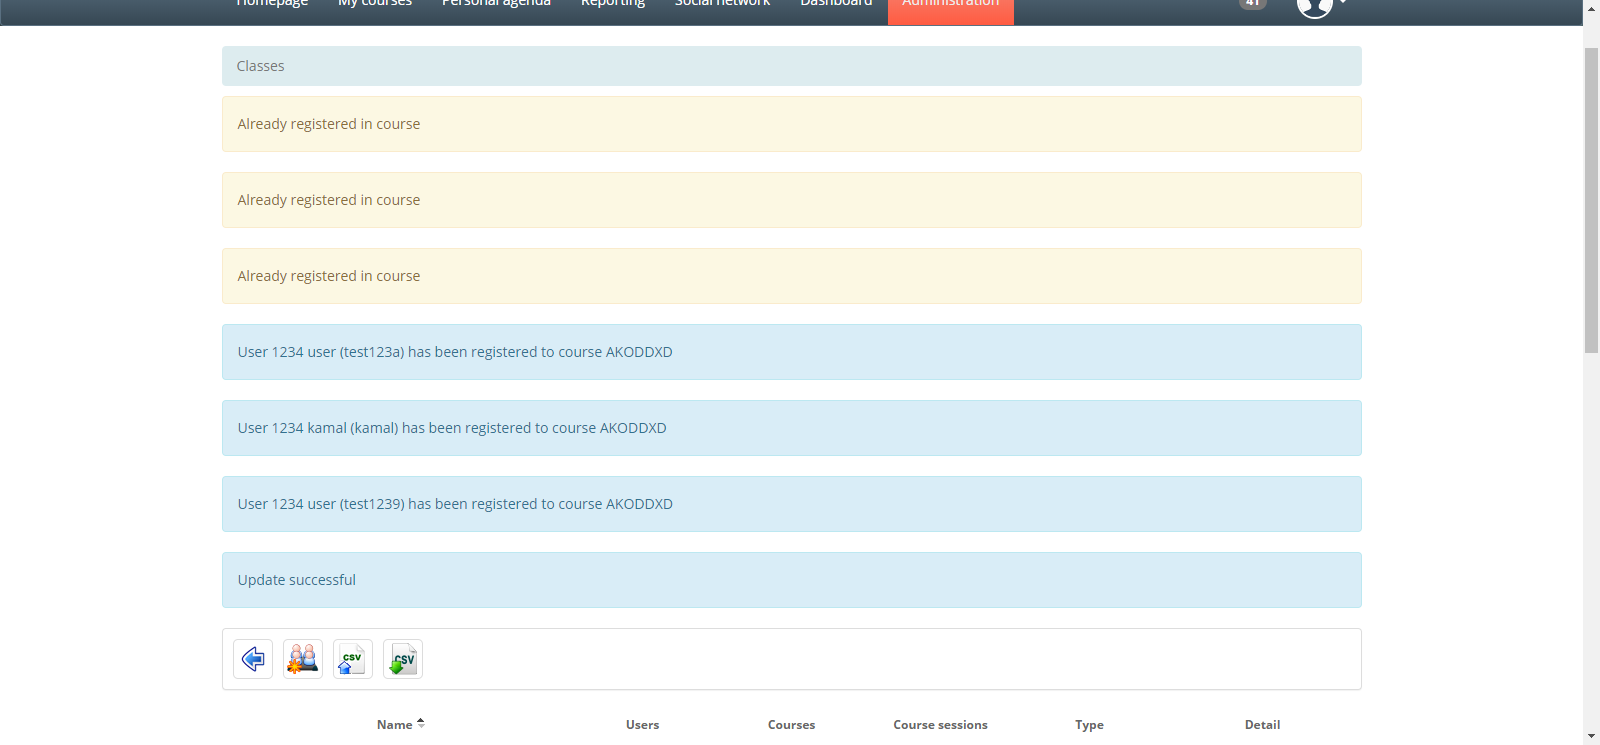 Homepage My courses Personal agenda Reporting Social network Dashboard Administration 41
Classes
Already registered in course
Already registered in course
Already registered in course
User 1234 user (test123a) has been registered to course AKODDXD
User 1234 kamal (kamal) has been registered to course AKODDXD
User 1234 user (test1239) has been registered to course AKODDXD
Update successful
CSV CSV
Name Users Courses Course sessions Type Detail